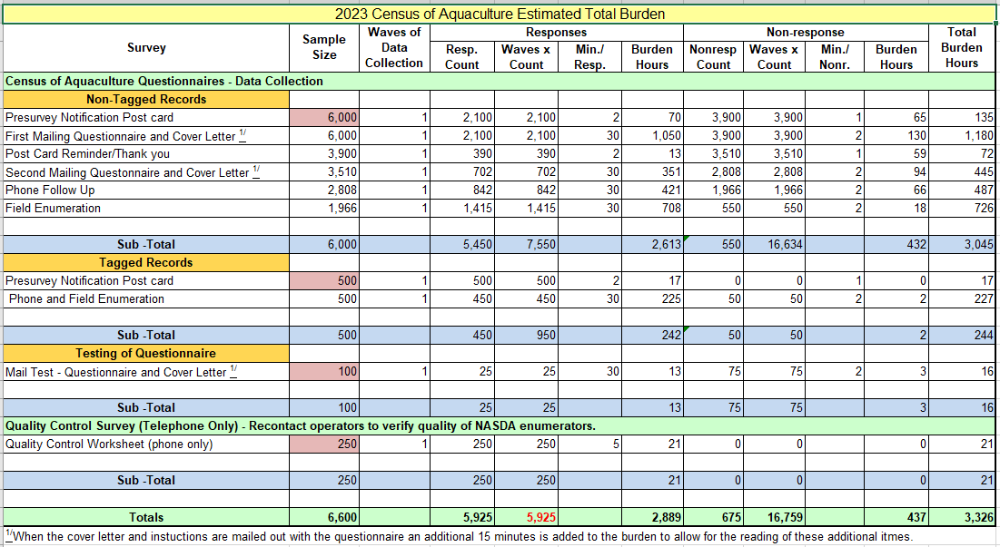 2023 Census of Aquaculture Estimated Total Burden
Survey Sample Size Waves of Data Collection Responses Non-response Total Burden Hours
Resp. Count Waves x Count Min./ Resp. Burden Hours Nonresp Count Waves x Count Min./ Nonr. Burden Hours
Census of Aquaculture Questionnaires - Data Collection
Non-Tagged Records
Presurvey Notification Post card 6,000 1 2,100 2,100 2 70 3,900 3,900 1 65 135
First Mailing Questionnaire and Cover Letter 1/ 6,000 1 2,100 2,100 30 1,050 3,900 3,900 2 130 1,180
Post Card Reminder/Thank you 3,900 1 390 390 2 13 3,510 3,510 1 59 72
Second Mailing Questonnaire and Cover Letter 1/ 3,510 1 702 702 30 351 2,808 2,808 2 94 445
Phone Follow Up 2,808 1 842 842 30 421 1,966 1,966 2 66 487
Field Enumeration 1,966 1 1,415 1,415 30 708 550 550 2 18 726
Sub -Total 6,000 5,450 7,550 2,613 550 16,634 432 3,045
Tagged Records
Presurvey Notification Post card 500 1 500 500 2 17 0 0 1 0 17
Phone and Field Enumeration 500 1 450 450 30 225 50 50 2 2 227
Sub -Total 500 450 950 242 50 50 2 244
Testing of Questionnaire
Mail Test - Questionnaire and Cover Letter 1/ 100 1 25 25 30 13 75 75 2 3 16
Sub -Total 100 25 25 13 75 75 3 16
Quality Control Survey (Telephone Only) - Recontact operators to verify quality of NASDA enumerators.
Quality Control Worksheet (phone only) 250 1 250 250 5 21 0 0 0 21
Sub -Total 250 250 250 21 0 0 0 21
Totals 6,600 5,925 5,925 2,889 675 16,759 437 3,326
1/When the cover letter and instuctions are mailed out with the questionnaire an additional 15 minutes is added to the burden to allow for the reading of these additional itmes.